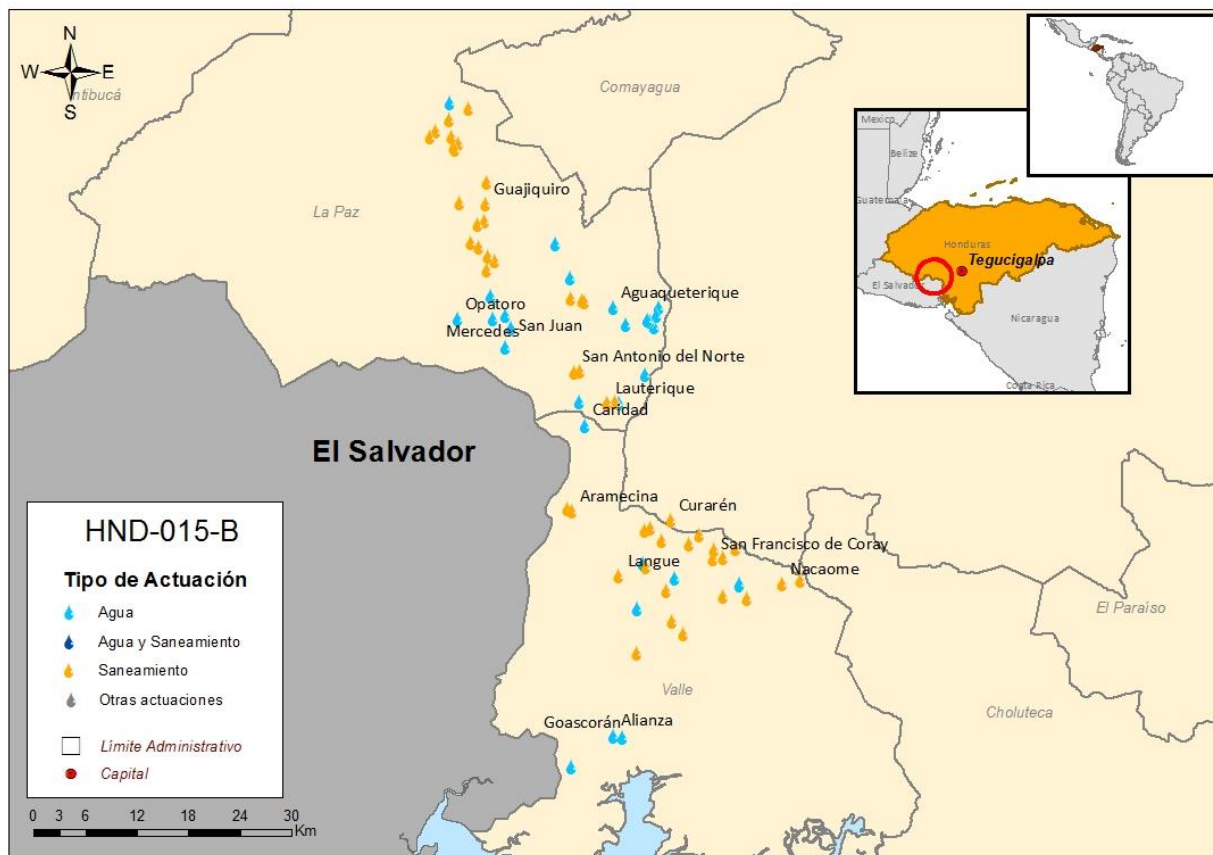 N
W E
S
ntibucá
Comayagua
La Paz
Guajiquiro
Opatoro
Aguaqueterique
Mercedes
San Juan
San Antonio del Norte
Lauterique
Caridad
El Salvador
Aramecina
Curarén
San Francisco de Coray
Langue
Nacaome
El Paraíso
Valle
Choluteca
Goascorán
Alianza
Mexico
Belize
Guatemala
Honduras
Tegucigalpa
El Salvador
Nicaragua
Costa Rica
HND-015-B
Tipo de Actuación
Agua
Agua y Saneamiento
Saneamiento
Otras actuaciones
Límite Administrativo
Capital
0 3 6 12 18 24 30
Km